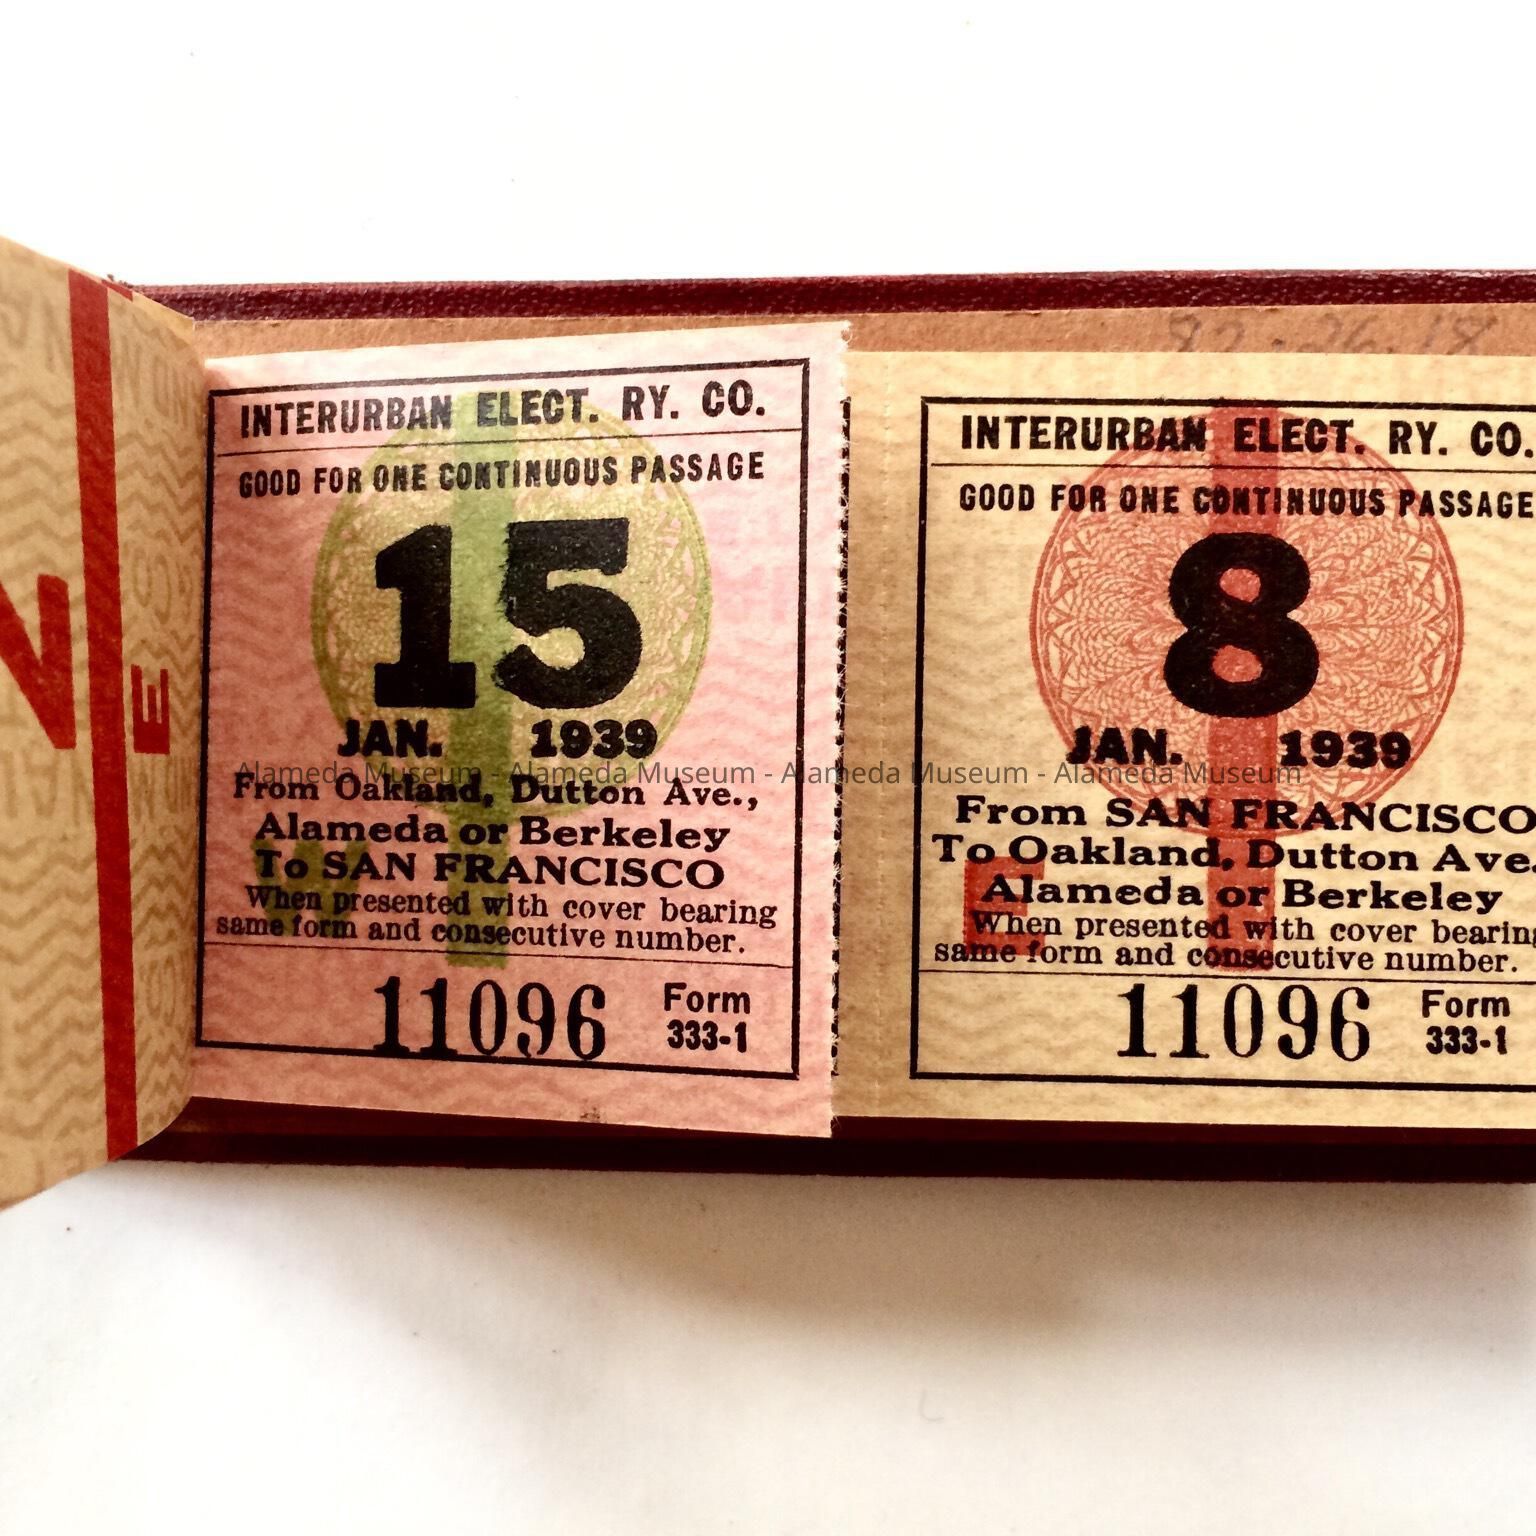 82-26-18
N
E
INTERURBAN ELECT. RY. CO.
GOOD FOR ONE CONTINUOUS PASSAGE
15
JAN. 1939
From Oakland, Dutton Ave.,
Alameda or Berkeley
To SAN FRANCISCO
When presented with cover bearing
same form and consecutive number.
11096 Form
333-1
INTERURBAN ELECT. RY. CO.
GOOD FOR ONE CONTINUOUS PASSAGE
8
JAN. 1939
From SAN FRANCISCO
To Oakland, Dutton Ave.
Alameda or Berkeley
When presented with cover bearing
same form and consecutive number.
11096 Form
333-1
Alameda Museum - Alameda Museum - Alameda Museum - Alameda Museum